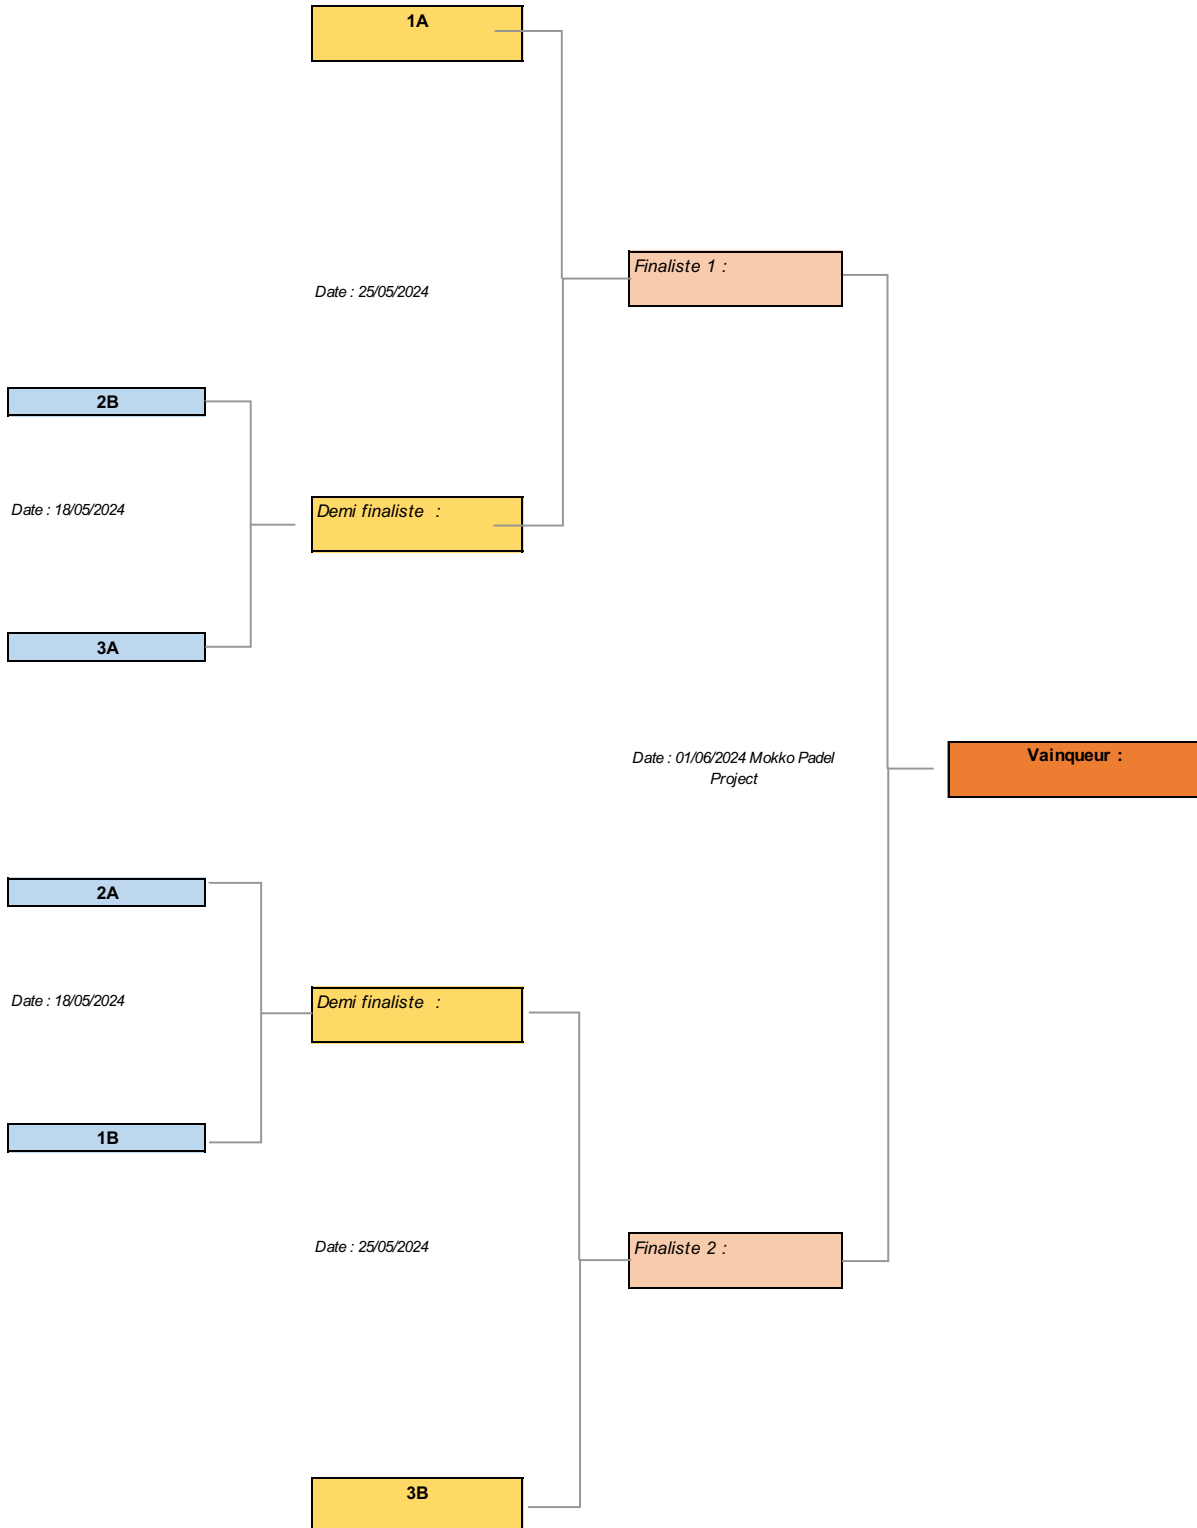 1A
Finaliste 1 :
Date : 25/05/2024
2B
Date : 18/05/2024
Demi finaliste :
3A
Date : 01/06/2024 Mokko Padel
Project
Vainqueur :
2A
Date : 18/05/2024
Demi finaliste :
1B
Date : 25/05/2024
Finaliste 2 :
3B